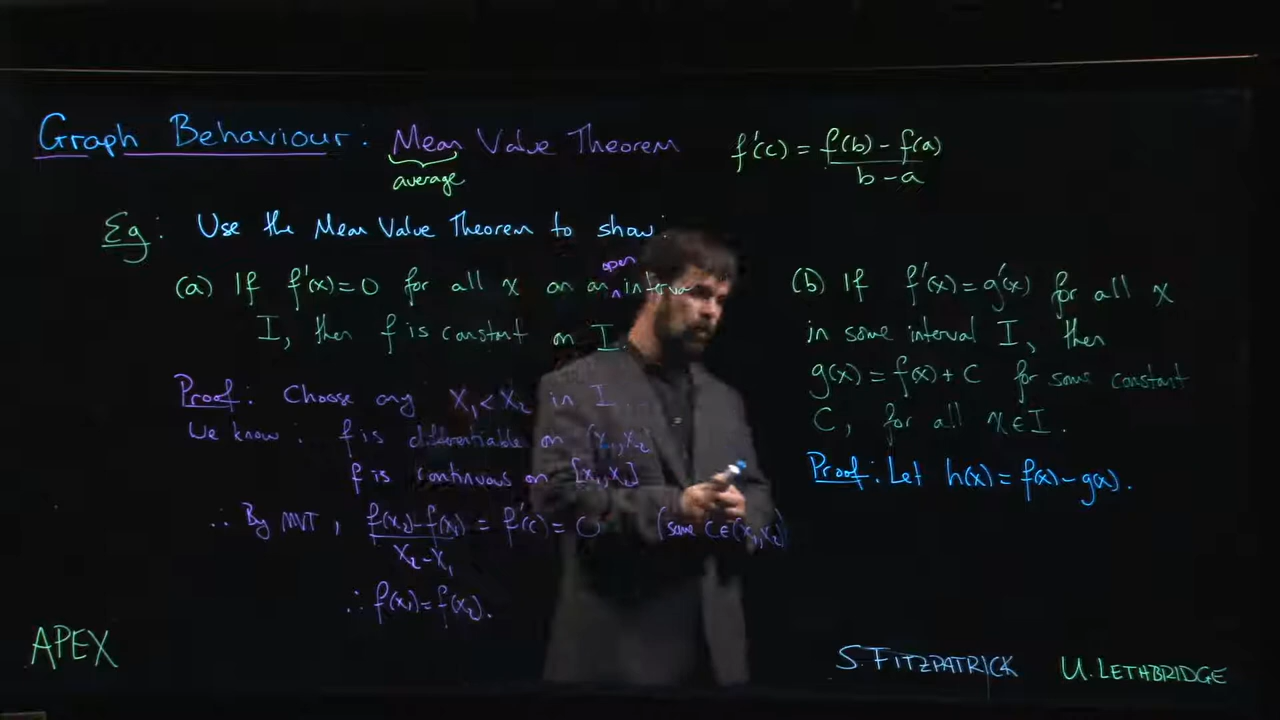 Graph Behaviour: Mean Value Theorem f'(c) = f(b) - f(a) / b - a
average
Eg: Use the Mean Value Theorem to show:
open
(a) If f'(x)=0 for all x on an interval
I, then f is constant on I.
Proof: Choose any x₁ < x₂ in I.
We know: f is differentiable on (x₁,x₂)
f is continuous on [x₁,x₂]
∴ By MVT, f(x₂)-f(x₁) / x₂-x₁ = f'(c) = 0 (some c∈(x₁,x₂))
∴ f(x₁)=f(x₂).
(b) If f'(x)=g'(x) for all x
in some interval I, then
g(x) = f(x) + C for some constant
C, for all x∈I.
Proof: Let h(x) = f(x) - g(x).
APEX
S. FITZPATRICK U. LETHBRIDGE